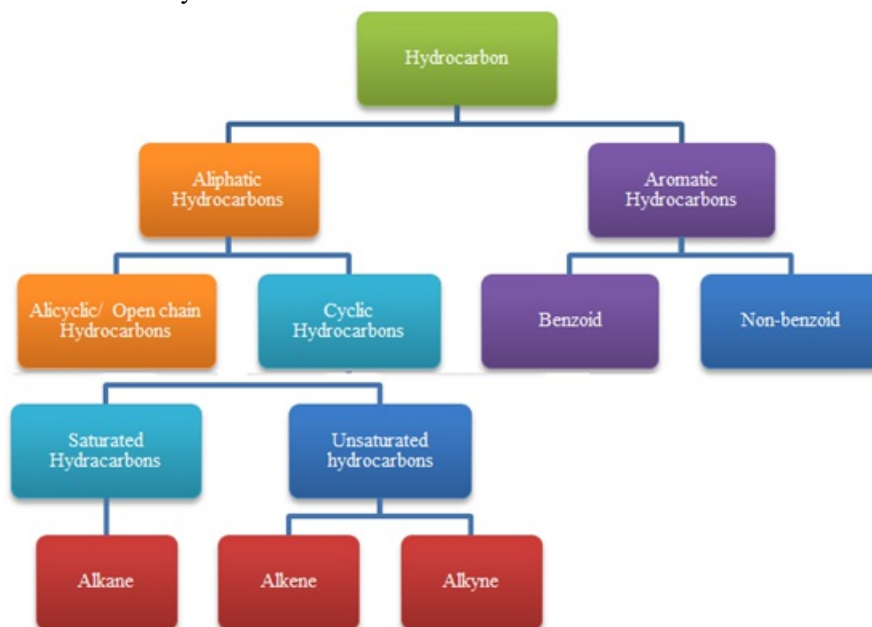 Hydrocarbon
Aliphatic
Hydrocarbons
Aromatic
Hydrocarbons
Alicyclic/ Open chain
Hydrocarbons
Cyclic
Hydrocarbons
Benzoid
Non-benzoid
Saturated
Hydracarbons
Unsaturated
hydrocarbons
Alkane
Alkene
Alkyne